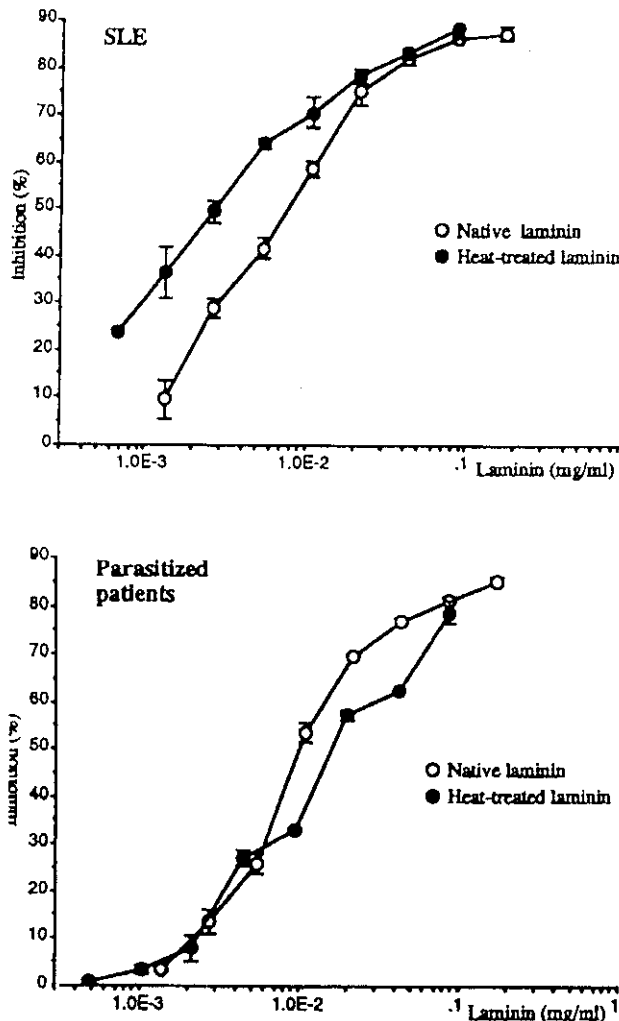 90
SLE
80
70
60
50
40
30
20
10
0
Inhibition (%)
Native laminin
Heat-treated laminin
1.0E-3
1.0E-2
.1
Laminin (mg/ml)
90
Parasitized
patients
80
70
60
50
40
30
20
10
0
(%)
Native laminin
Heat-treated laminin
1.0E-3
1.0E-2
.1
1
Laminin (mg/ml)